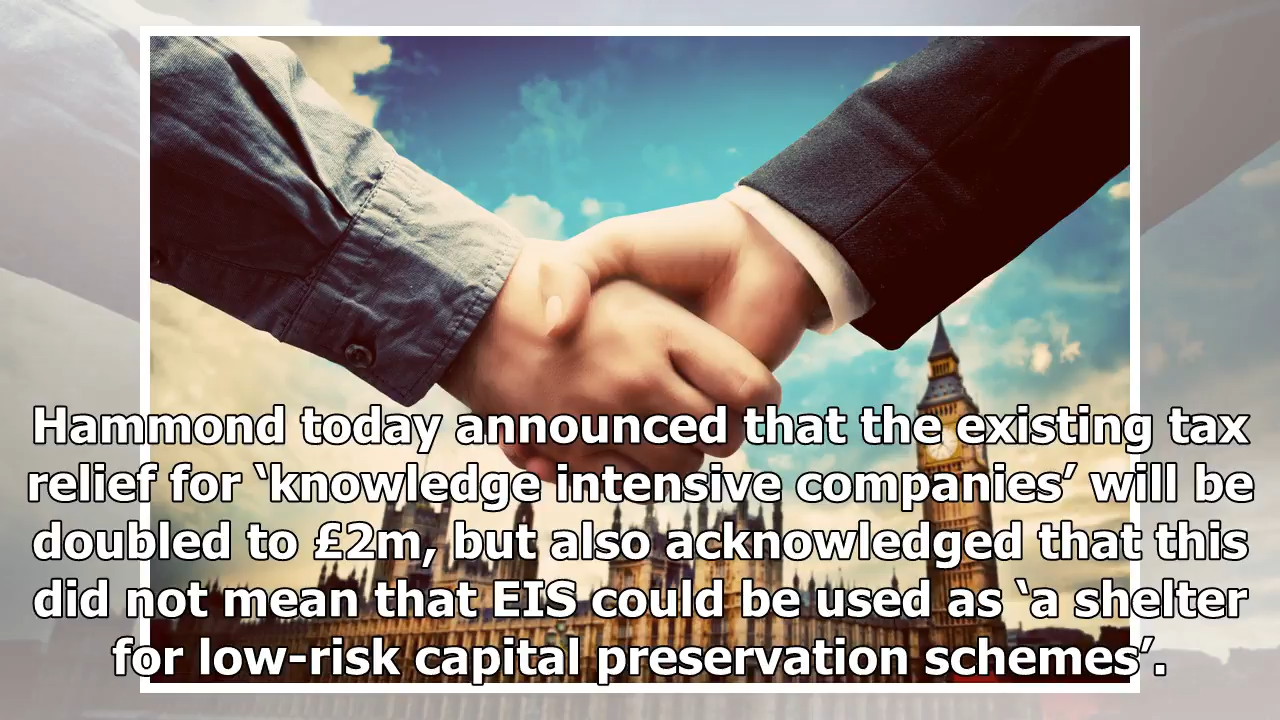 Hammond today announced that the existing tax
relief for ‘knowledge intensive companies’ will be
doubled to £2m, but also acknowledged that this
did not mean that EIS could be used as ‘a shelter
for low-risk capital preservation schemes’.